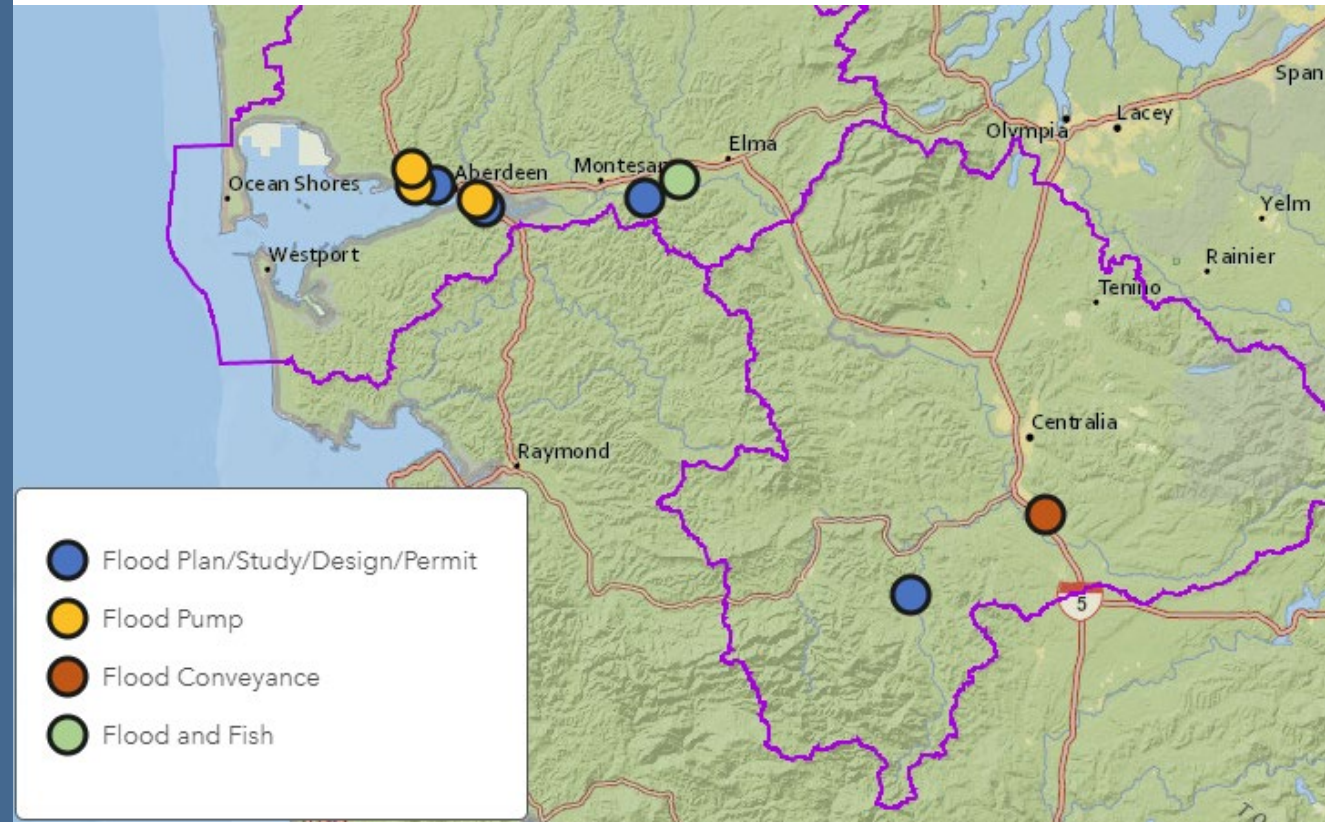 Span
Lacey
Olympia
Elma
Aberdeen
Montesan
Ocean Shores
Yelm
Westport
Rainier
Tenino
Centralia
Raymond
Flood Plan/Study/Design/Permit
5
Flood Pump
Flood Conveyance
Flood and Fish
TO